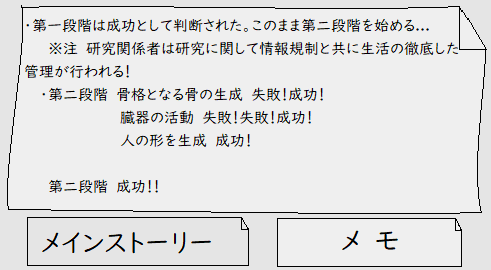 ・第一段階は成功として判断された。このまま第二段階を始める…
※注 研究関係者は研究に関して情報規制と共に生活の徹底した
管理が行われる!
・第二段階 骨格となる骨の生成 失敗!成功!
臓器の活動 失敗!失敗!成功!
人の形を生成 成功!
第二段階 成功!!
メインストーリー
メモ